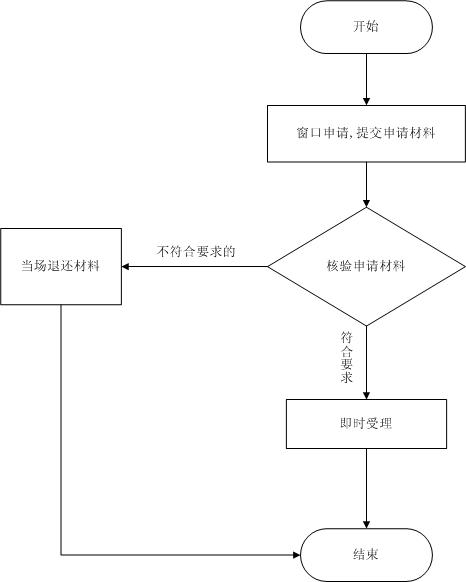 开始
窗口申请,提交申请材料
不符合要求的
当场退还材料
核验申请材料
符合要求
即时受理
结束